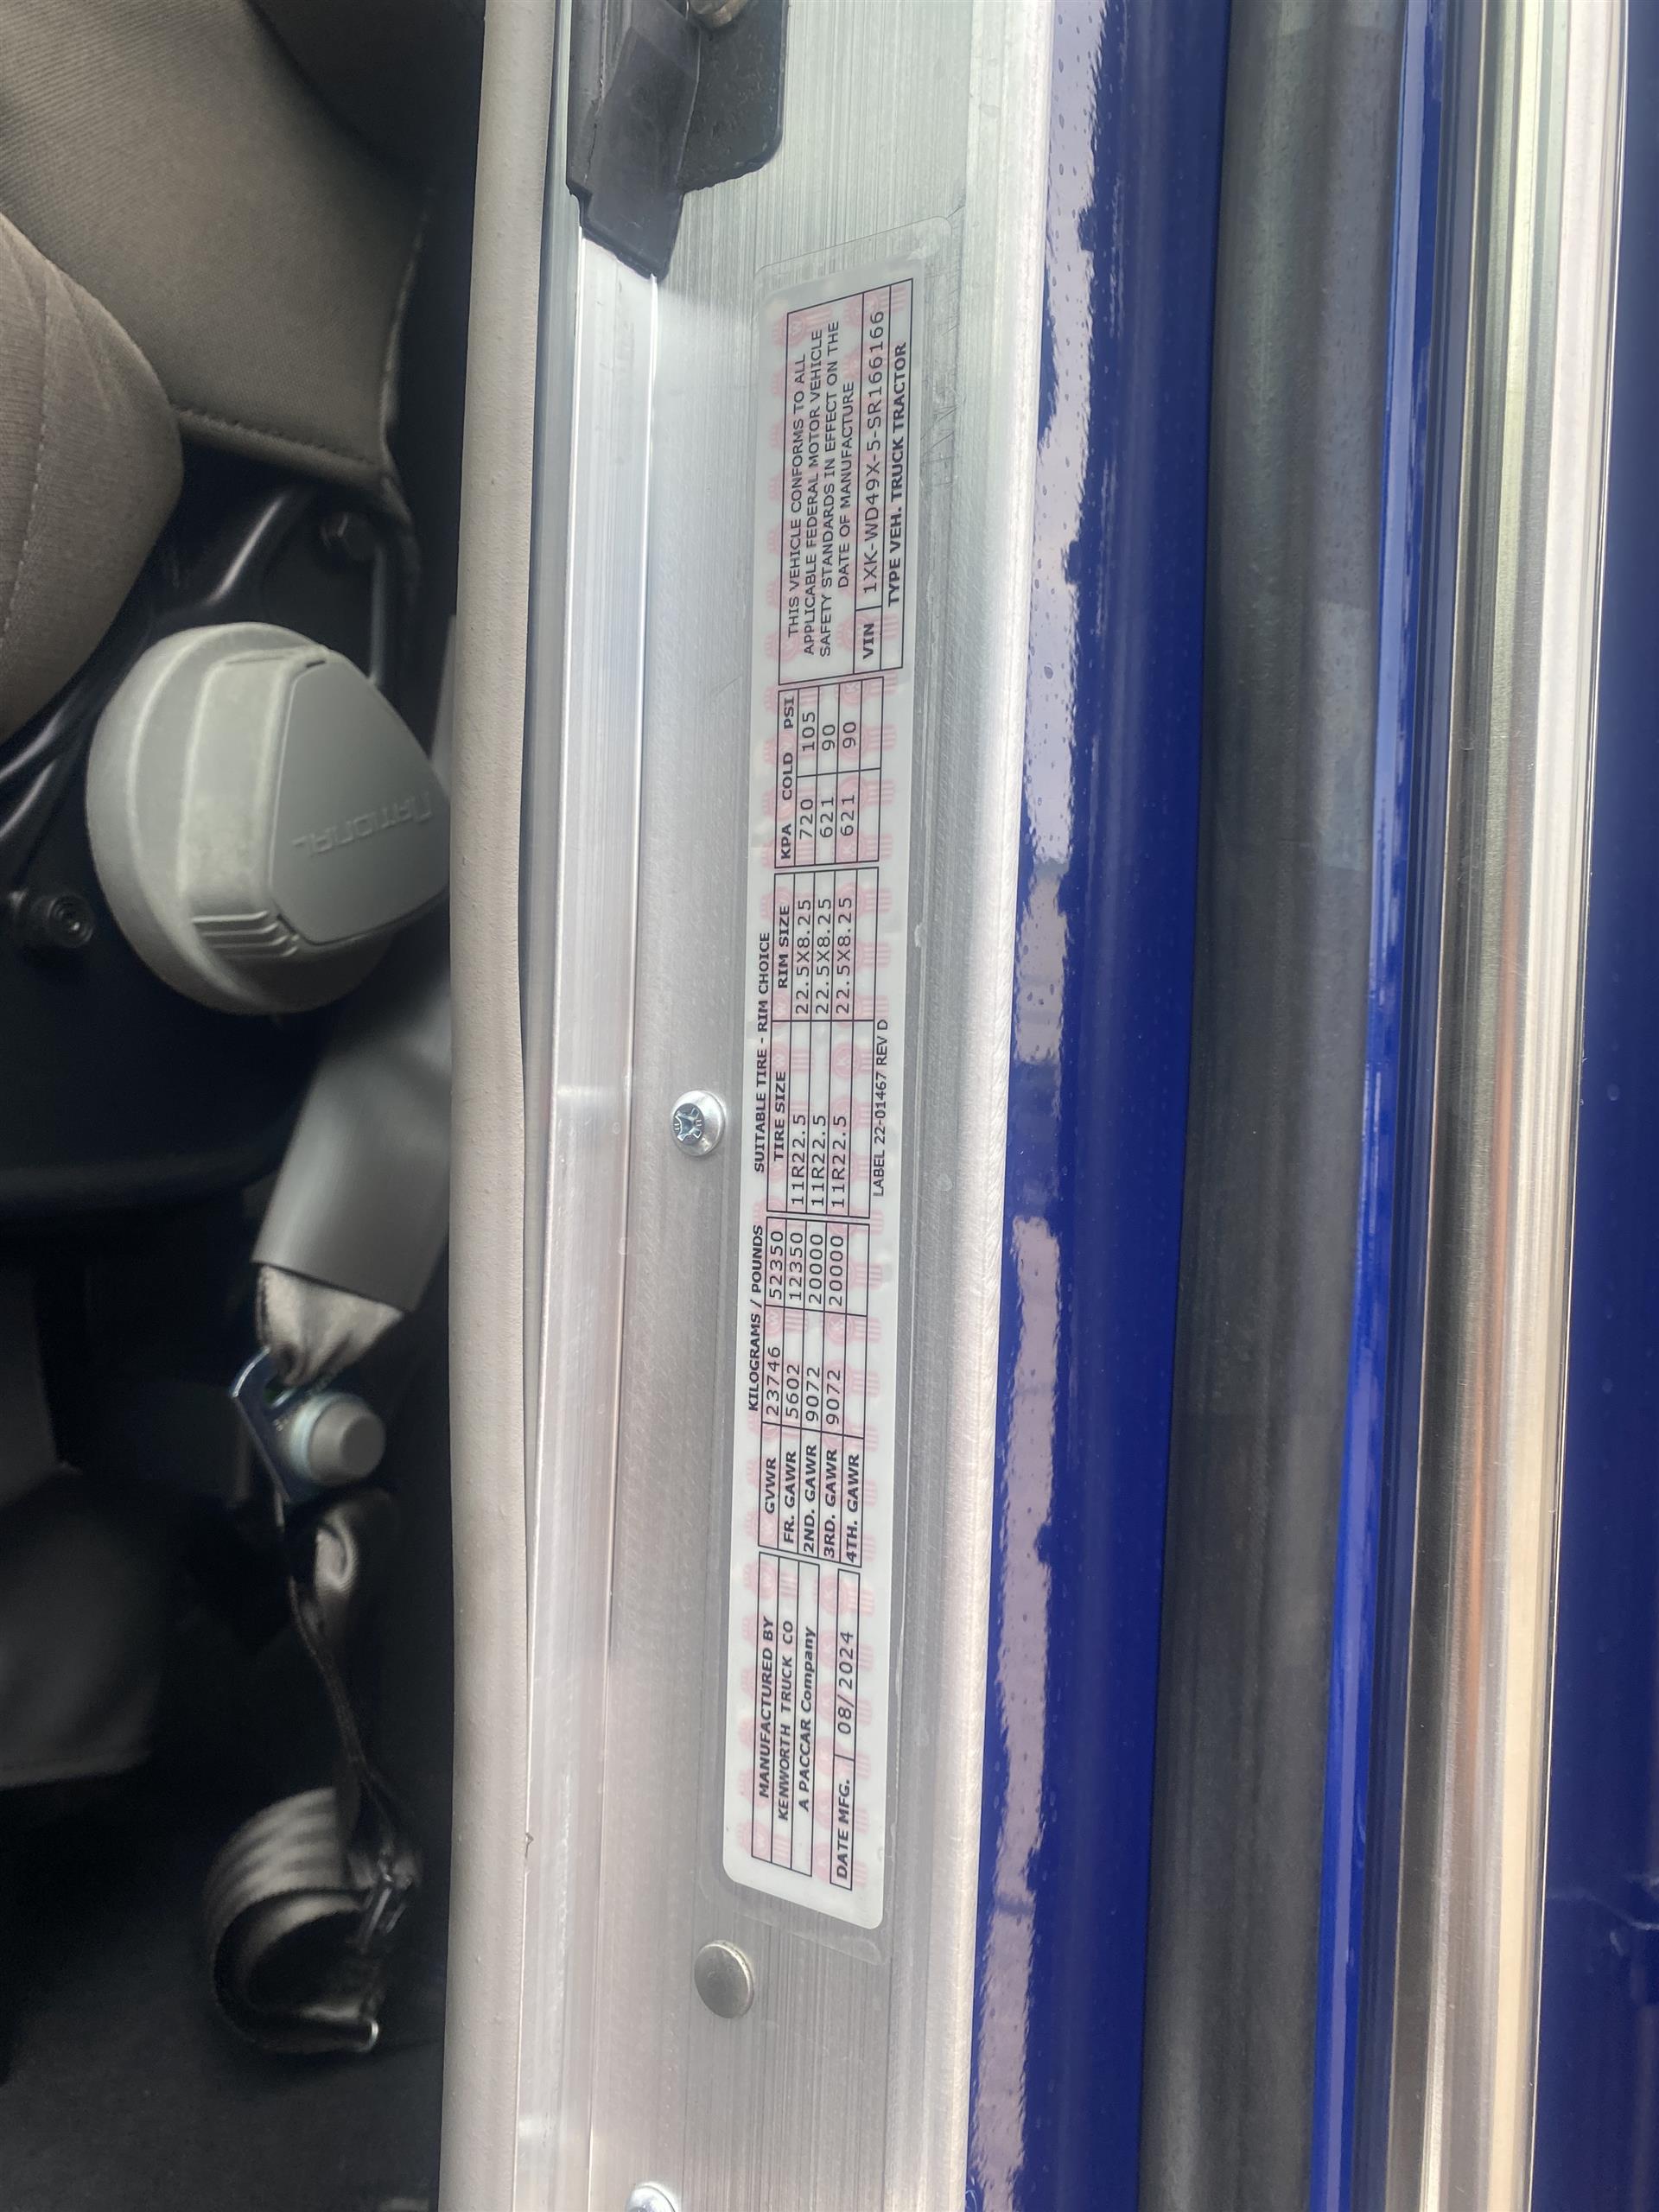 MANUFACTURED BY
KENWORTH TRUCK CO
A PACCAR Company
DATE MFG. 08/2024
KILOGRAMS / POUNDS
GVWR 23746 52350
FR. GAWR 5602 12350
2ND. GAWR 9072 20000
3RD. GAWR 9072 20000
4TH. GAWR
SUITABLE TIRE - RIM CHOICE
TIRE SIZE RIM SIZE
11R22.5 22.5X8.25
11R22.5 22.5X8.25
11R22.5 22.5X8.25
LABEL 22-01467 REV D
KPA COLD PSI
720 105
621 90
621 90
THIS VEHICLE CONFORMS TO ALL
APPLICABLE FEDERAL MOTOR VEHICLE
SAFETY STANDARDS IN EFFECT ON THE
DATE OF MANUFACTURE
VIN 1XK-WD49X-5-SR166166
TYPE VEH. TRUCK TRACTOR
NATIONAL